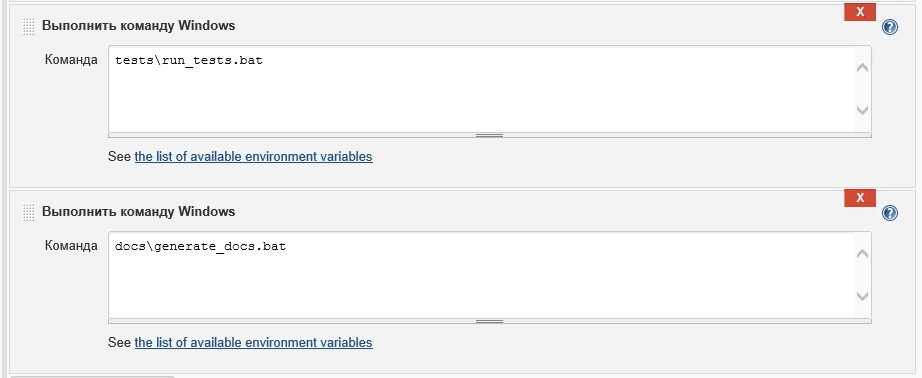 X
Выполнить команду Windows
?
Команда tests\run_tests.bat
See the list of available environment variables
X
Выполнить команду Windows
?
Команда docs\generate_docs.bat
See the list of available environment variables